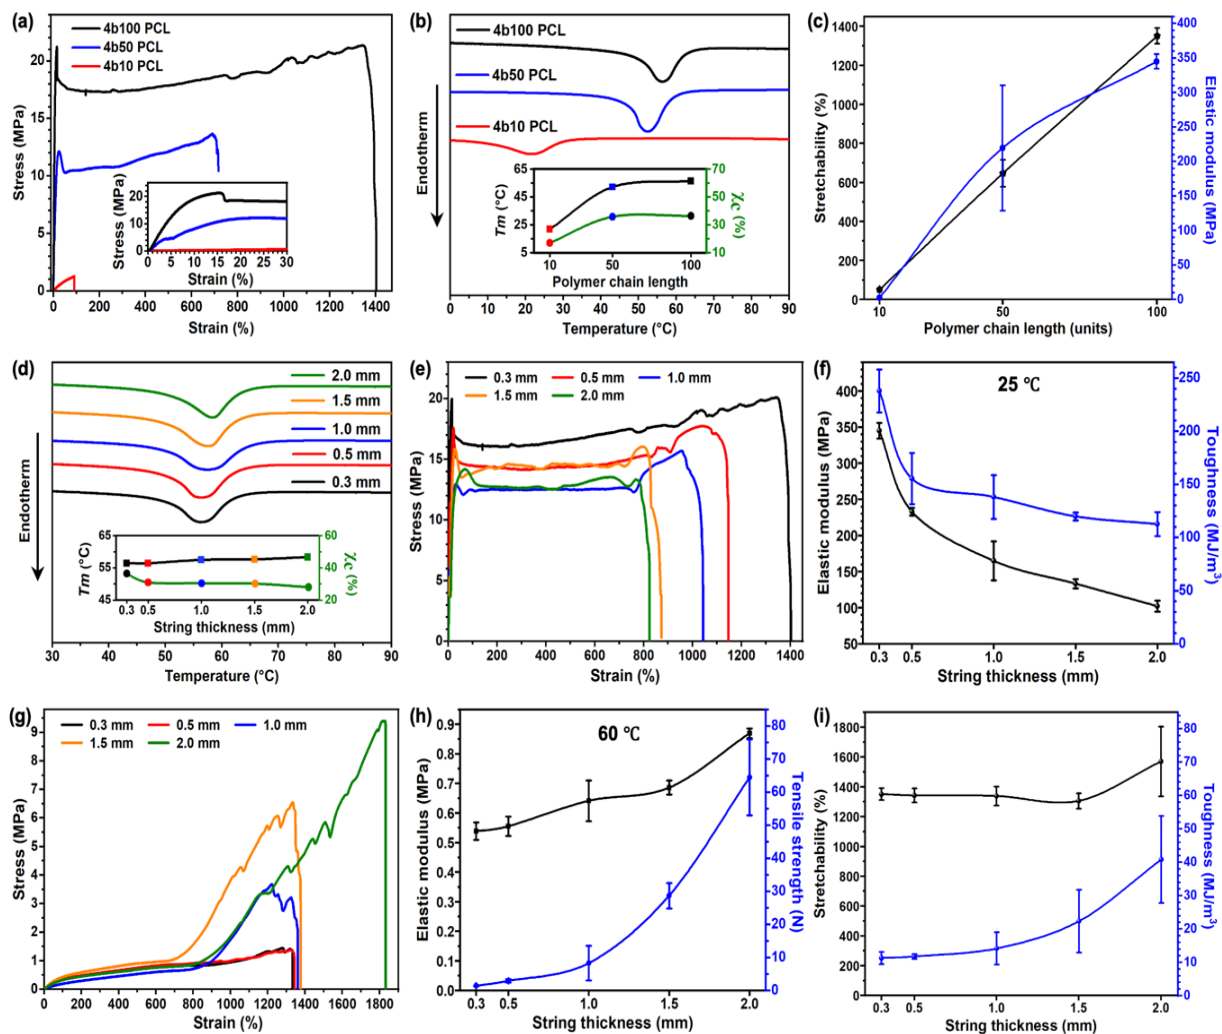 (a)
4b100 PCL
4b50 PCL
4b10 PCL
Stress (MPa)
20
15
10
5
0
Stress (MPa)
20
10
0
0 5 10 15 20 25 30
Strain (%)
0 200 400 600 800 1000 1200 1400
Strain (%)
(b)
4b100 PCL
4b50 PCL
4b10 PCL
Endotherm
Tm (°C)
65
45
25
5
χc (%)
70
50
30
10
10 50 100
Polymer chain length
0 10 20 30 40 50 60 70 80 90
Temperature (°C)
(c)
Stretchability (%)
1400
1200
1400
600
400
200
0
Elastic modulus (MPa)
400
350
300
250
200
150
100
50
0
10 50 100
Polymer chain length (units)
(d)
2.0 mm
1.5 mm
1.0 mm
0.5 mm
0.3 mm
Endotherm
Tm (°C)
65
55
45
χc (%)
60
40
20
0.3 0.5 1.0 1.5 2.0
String thickness (mm)
30 40 50 60 70 80 90
Temperature (°C)
(e)
0.3 mm 0.5 mm 1.0 mm
1.5 mm 2.0 mm
Stress (MPa)
20
15
10
5
0
0 200 400 600 800 1000 1200 1400
Strain (%)
(f)
25 ℃
Elastic modulus (MPa)
400
350
300
250
200
150
100
50
Toughness (MJ/m³)
250
200
150
100
50
0
0.3 0.5 1.0 1.5 2.0
String thickness (mm)
(g)
0.3 mm 0.5 mm 1.0 mm
1.5 mm 2.0 mm
Stress (MPa)
9
8
7
6
5
4
3
2
1
0
0 200 400 600 800 1000 1200 1400 1600 1800
Strain (%)
(h)
60 ℃
Elastic modulus (MPa)
0.9
0.8
0.7
0.6
0.5
0.4
0.3
0.2
0.1
0.0
Tensile strength (N)
80
70
60
50
40
30
20
10
0
0.3 0.5 1.0 1.5 2.0
String thickness (mm)
(i)
Stretchability (%)
1800
1600
1400
1200
1000
800
600
400
200
0
Toughness (MJ/m³)
80
70
60
50
40
30
20
10
0
0.3 0.5 1.0 1.5 2.0
String thickness (mm)